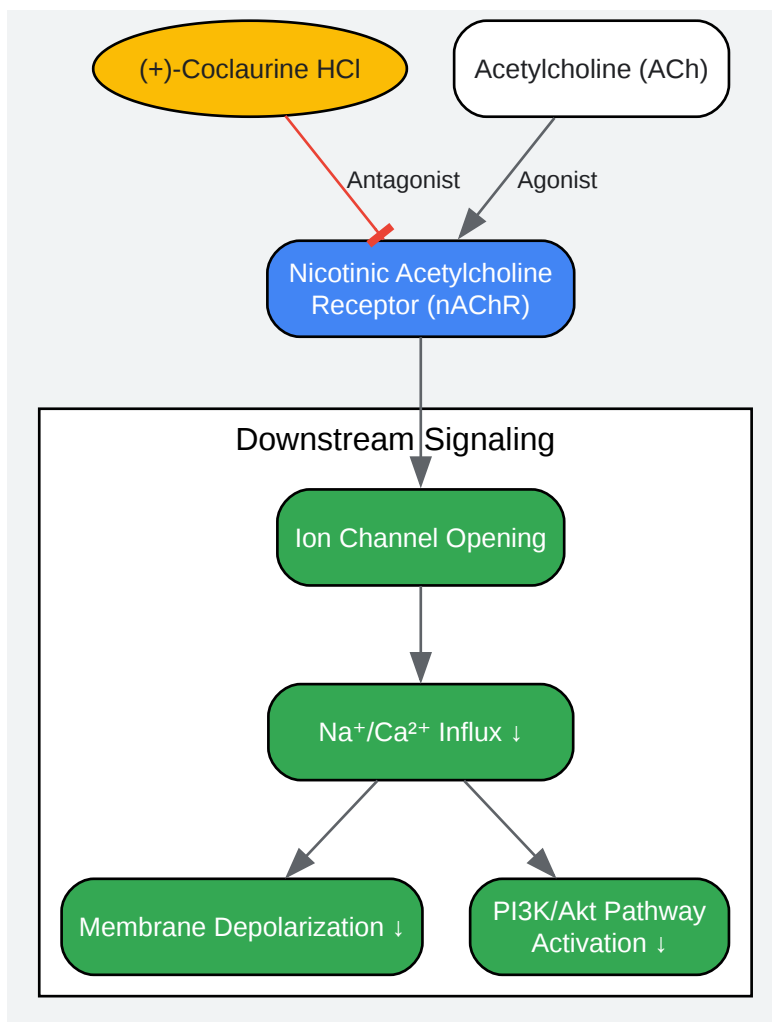 (+)-Coclaurine HCl
Acetylcholine (ACh)
Antagonist
Agonist
Nicotinic Acetylcholine
Receptor (nAChR)
Downstream Signaling
Ion Channel Opening
Na⁺/Ca²⁺ Influx ↓
Membrane Depolarization ↓
PI3K/Akt Pathway
Activation ↓